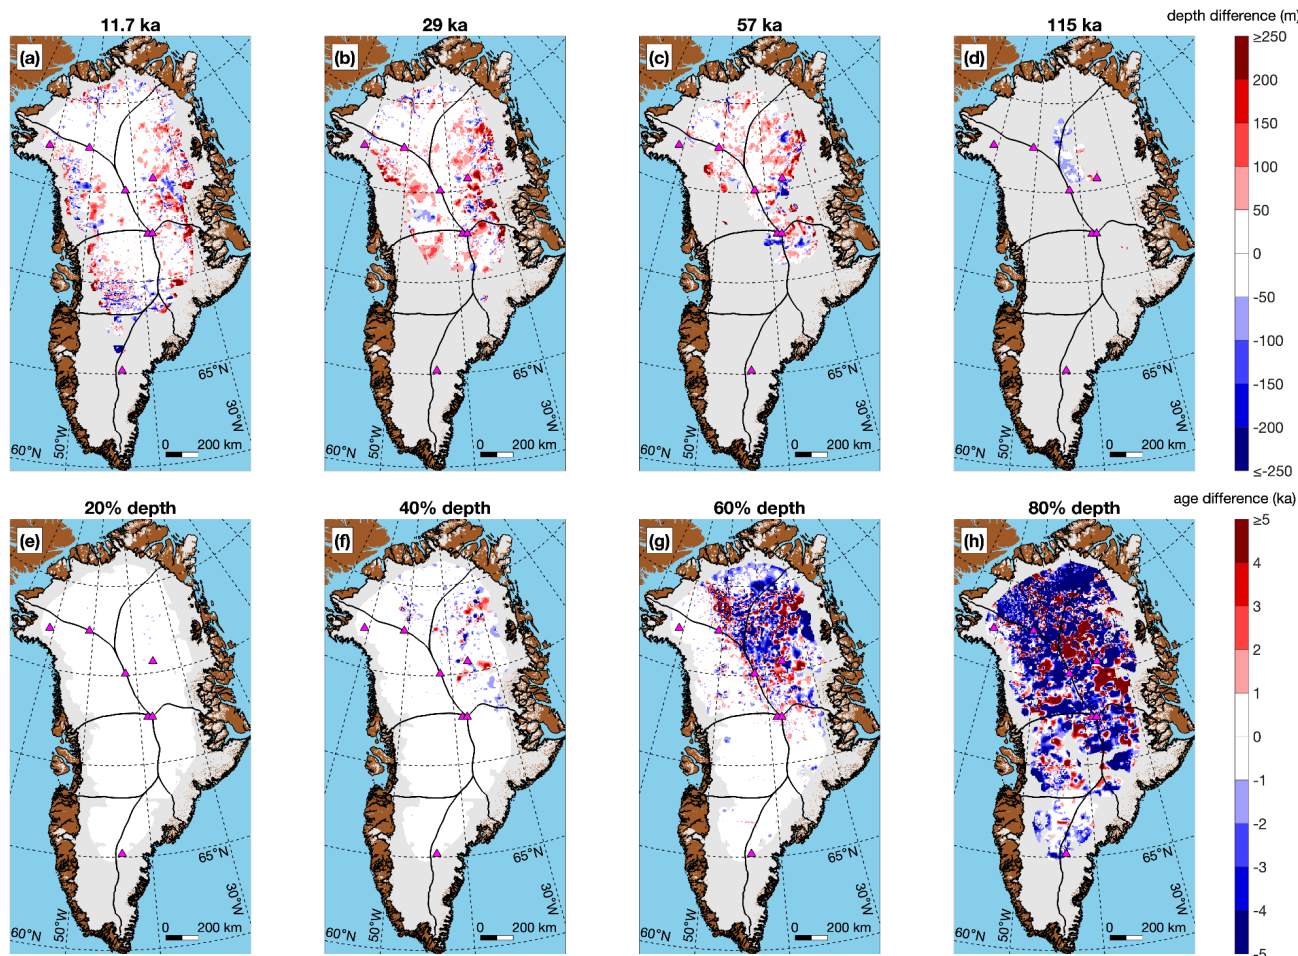 11.7 ka
29 ka
57 ka
115 ka
depth difference (m)
(a)
(b)
(c)
(d)
≥250
200
150
100
50
0
-50
-100
-150
-200
≤-250
65°N
30°W
50°W
60°N
0 200 km
65°N
30°W
50°W
60°N
0 200 km
65°N
30°W
50°W
60°N
0 200 km
65°N
30°W
50°W
60°N
0 200 km
20% depth
40% depth
60% depth
80% depth
age difference (ka)
(e)
(f)
(g)
(h)
≥5
4
3
2
1
0
-1
-2
-3
-4
65°N
30°W
50°W
60°N
0 200 km
65°N
30°W
50°W
60°N
0 200 km
65°N
30°W
50°W
60°N
0 200 km
65°N
30°W
50°W
60°N
0 200 km